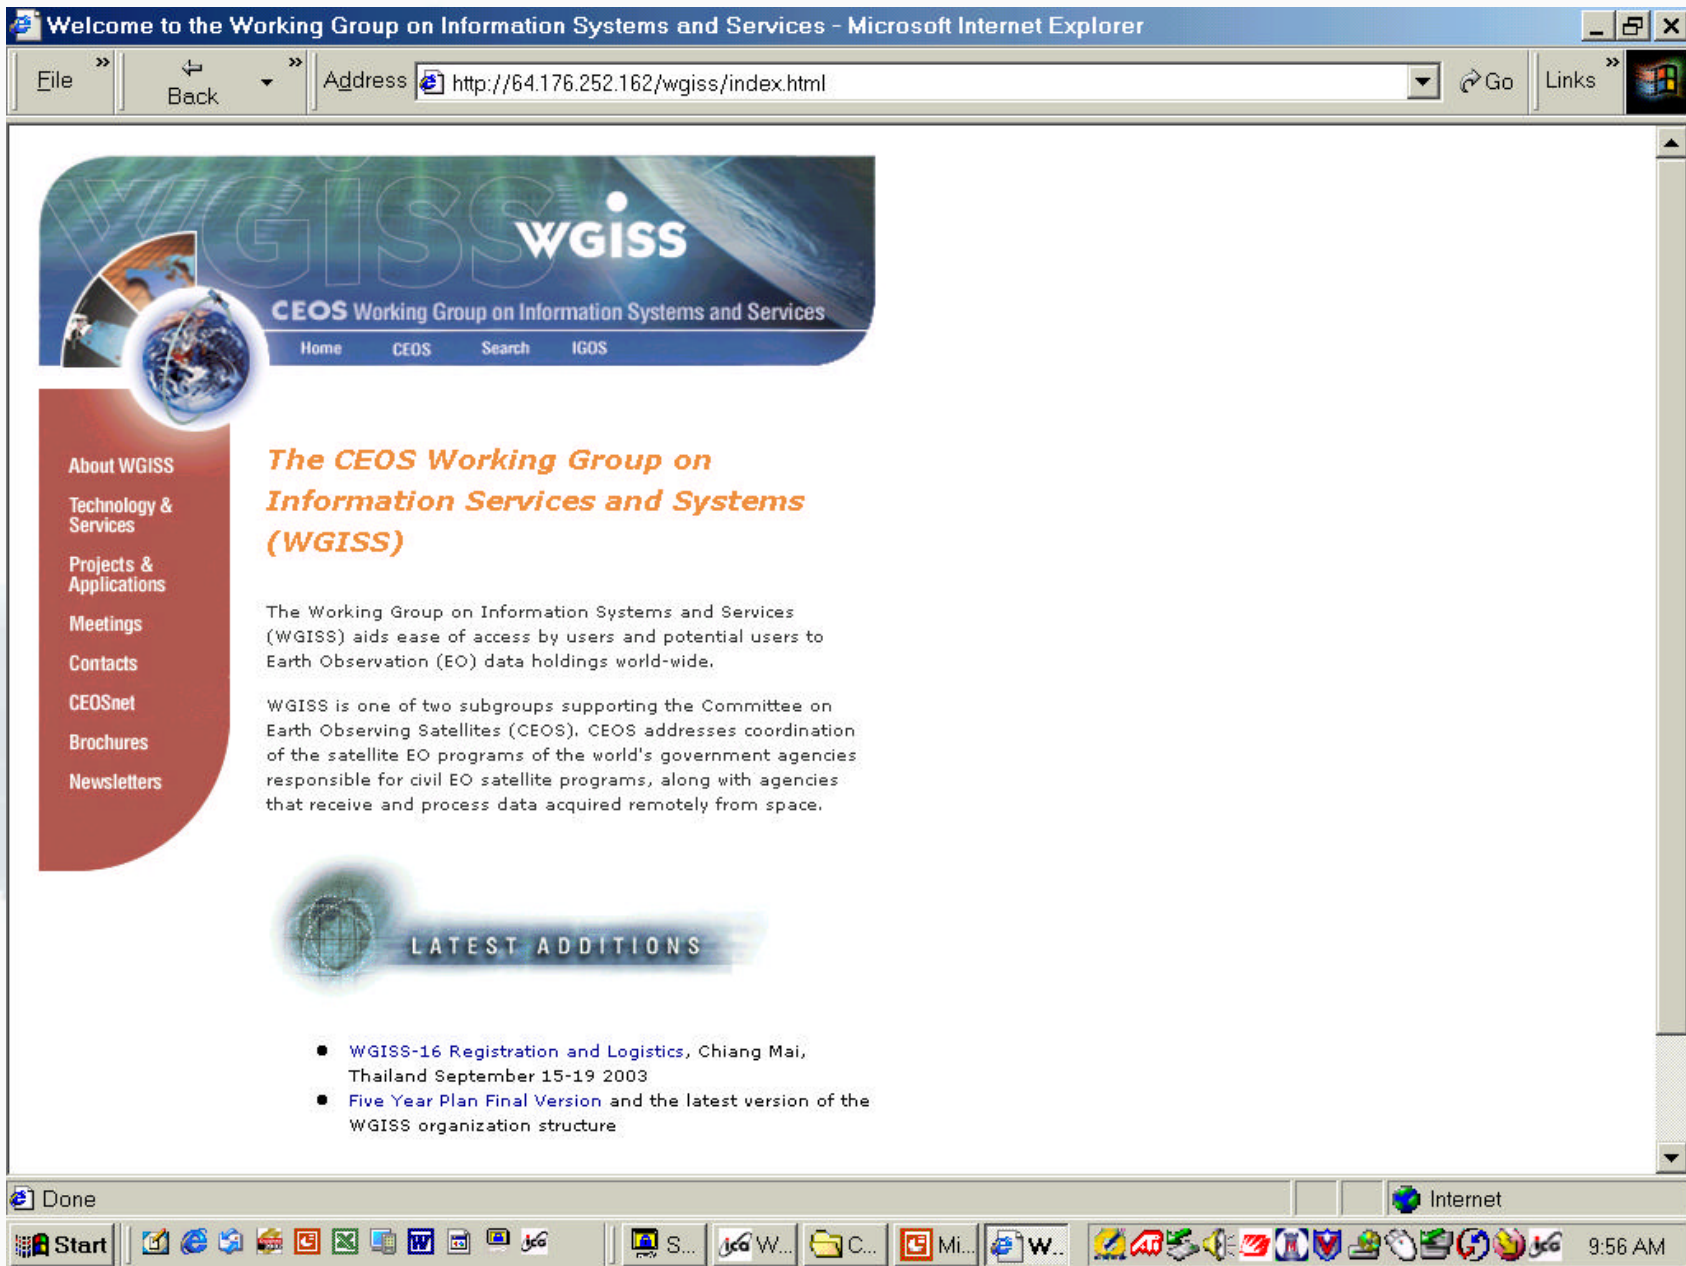 Welcome to the Working Group on Information Systems and Services - Microsoft Internet Explorer
File » Back » Address http://64.176.252.162/wgiss/index.html Go Links »
WGISS
WGISS
CEOS Working Group on Information Systems and Services
Home CEOS Search IGOS
About WGISS
Technology &
Services
Projects &
Applications
Meetings
Contacts
CEOSnet
Brochures
Newsletters
The CEOS Working Group on
Information Services and Systems
(WGISS)
The Working Group on Information Systems and Services
(WGISS) aids ease of access by users and potential users to
Earth Observation (EO) data holdings world-wide.
WGISS is one of two subgroups supporting the Committee on
Earth Observing Satellites (CEOS). CEOS addresses coordination
of the satellite EO programs of the world's government agencies
responsible for civil EO satellite programs, along with agencies
that receive and process data acquired remotely from space.
LATEST ADDITIONS
• WGISS-16 Registration and Logistics, Chiang Mai,
Thailand September 15-19 2003
• Five Year Plan Final Version and the latest version of the
WGISS organization structure
Done Internet
Start S... W... C... Mi... W.. 9:56 AM